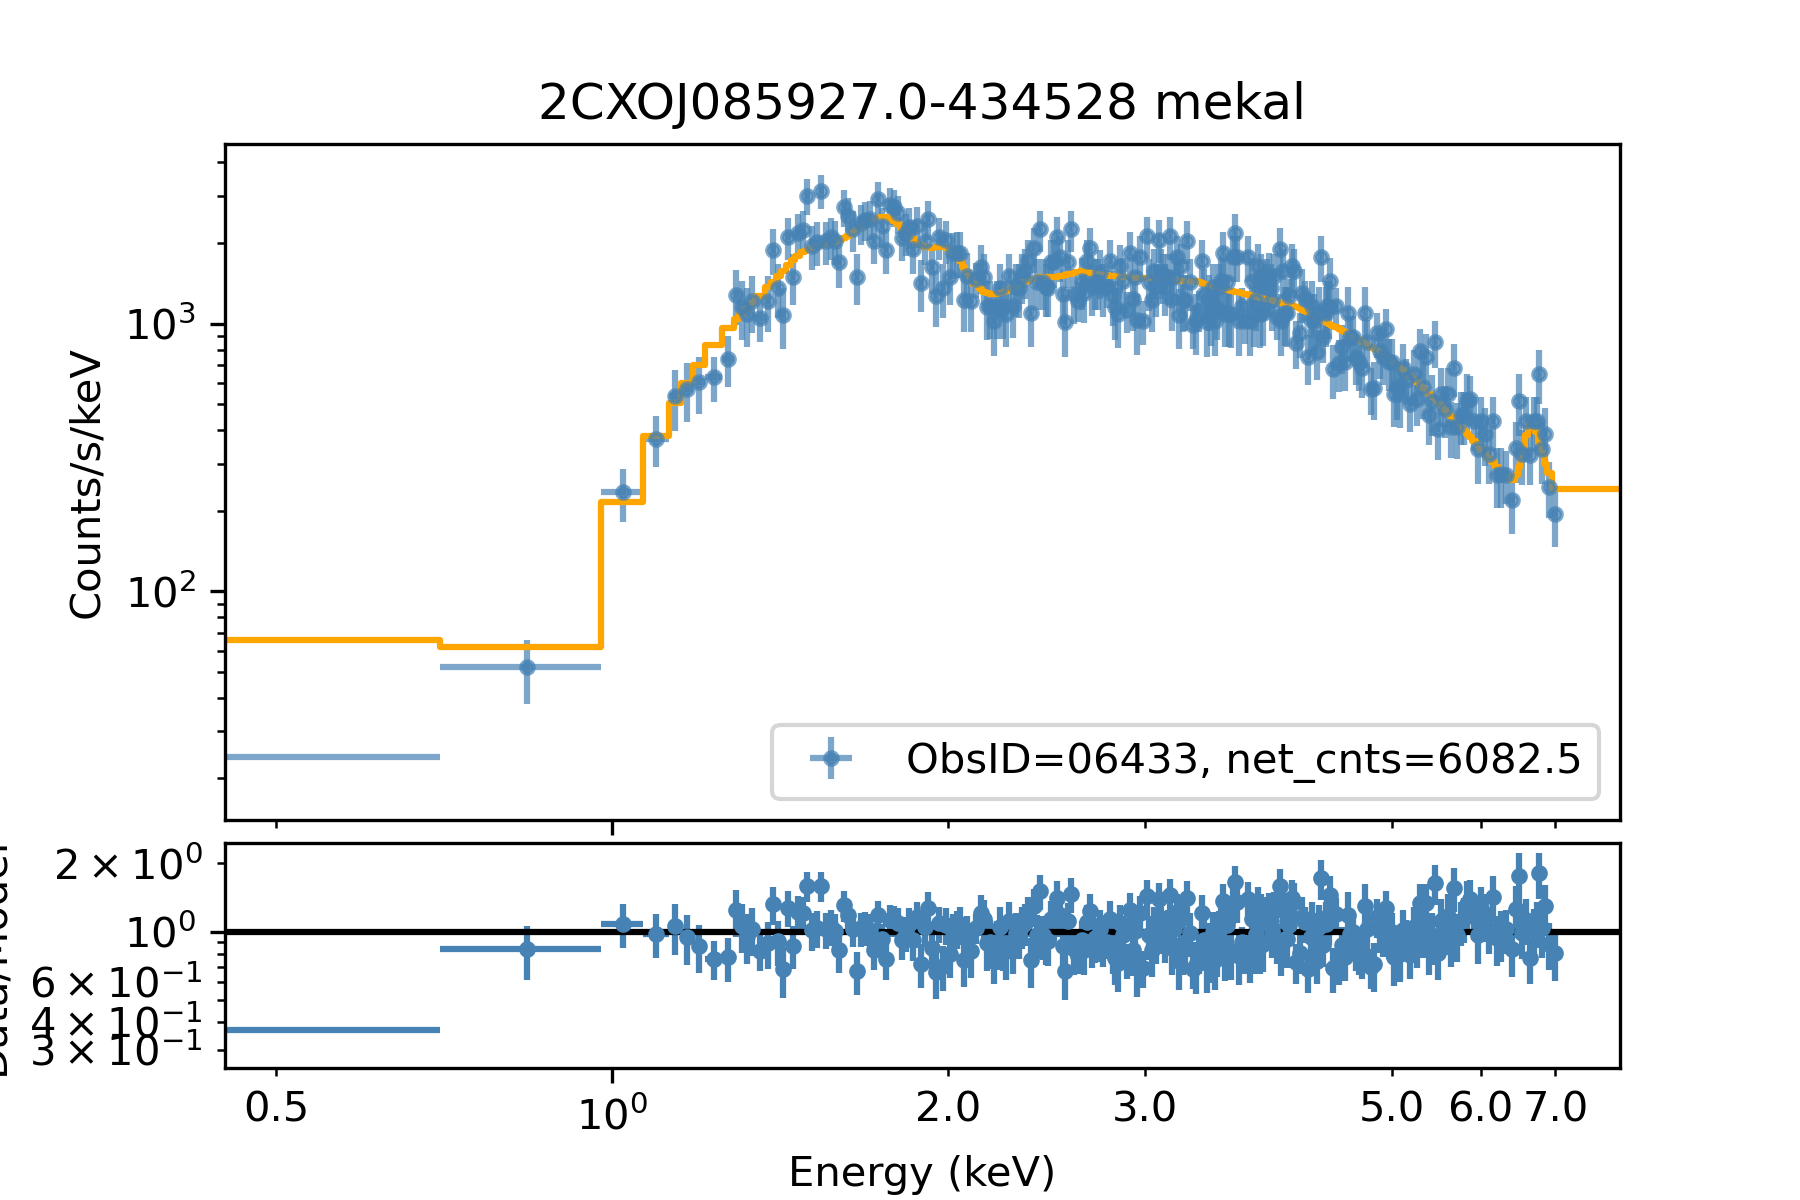 2CXOJ085927.0-434528 mekal
10³
10²
Counts/s/keV
ObsID=06433, net_cnts=6082.5
2 × 10⁰
10⁰
6 × 10⁻¹
4 × 10⁻¹
3 × 10⁻¹
Data/Model
0.5 10⁰ 2.0 3.0 5.0 6.0 7.0
Energy (keV)